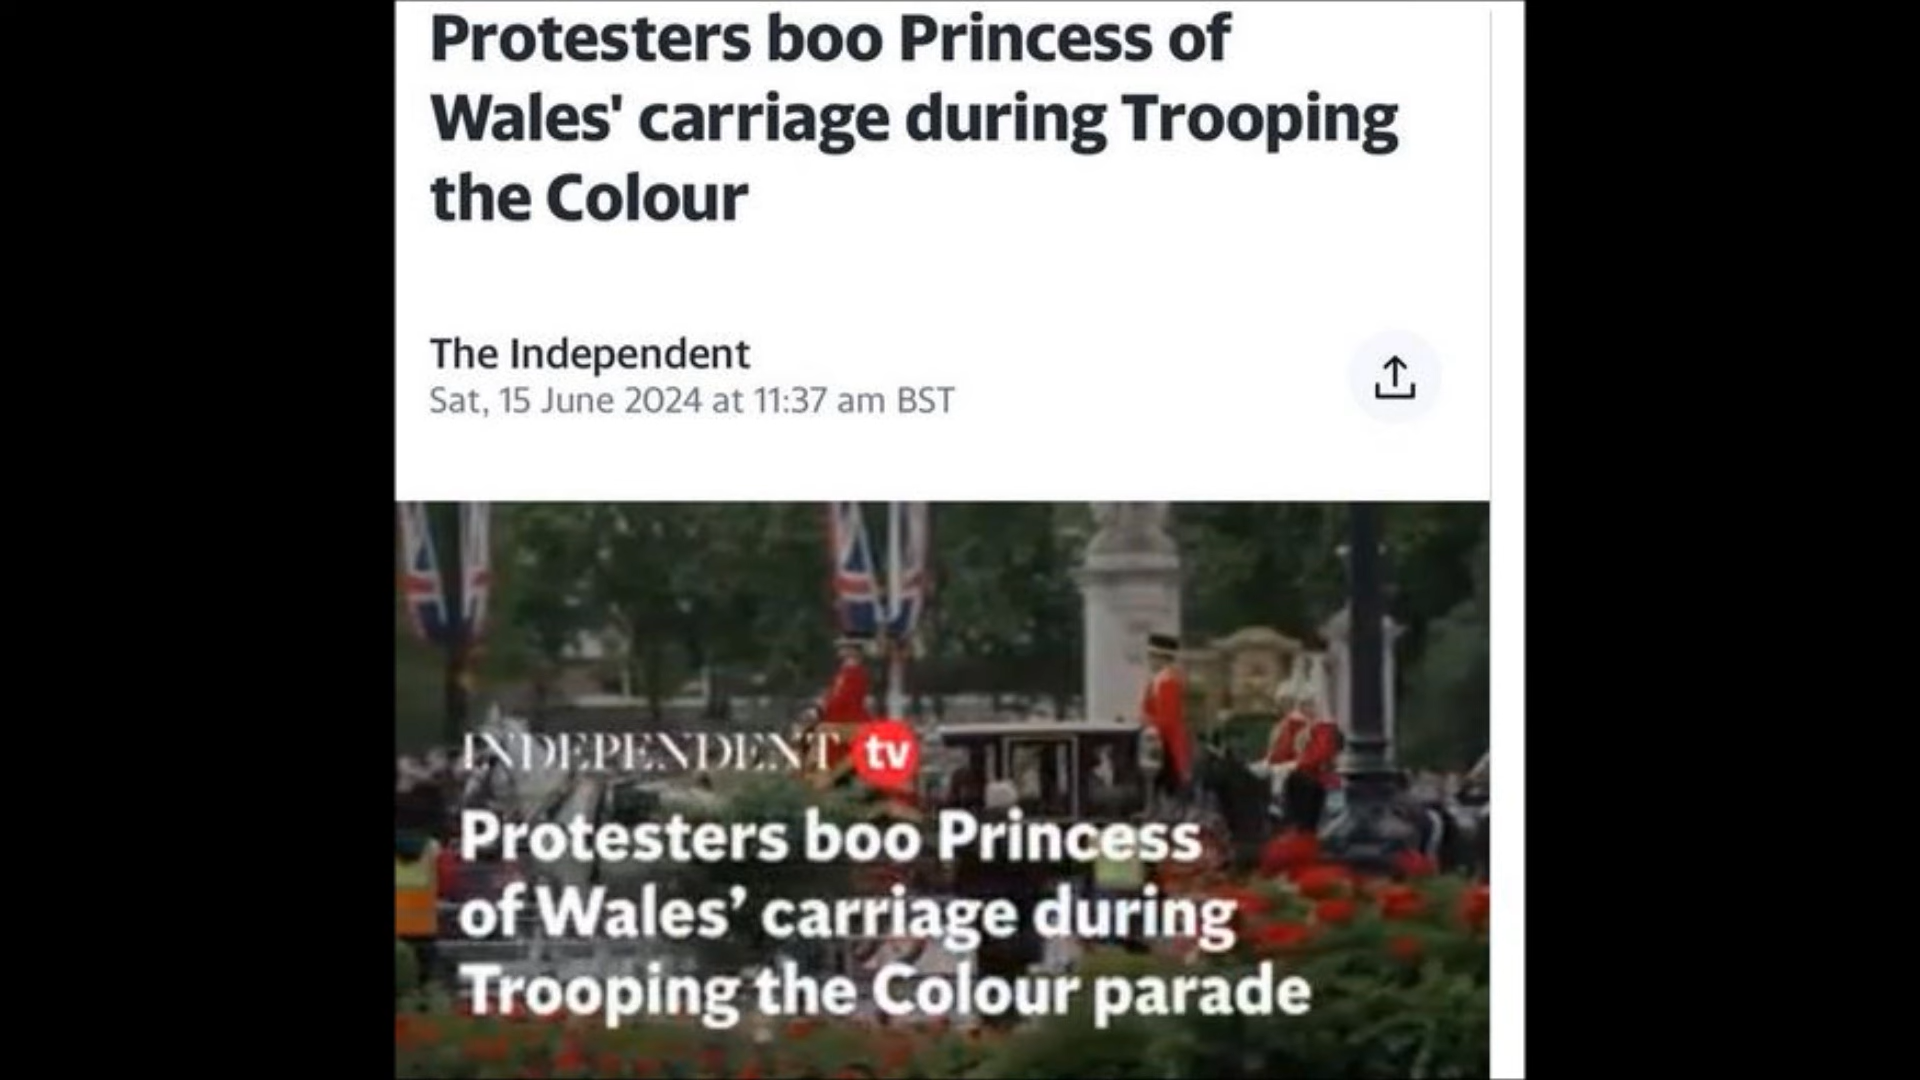 Protesters boo Princess of
Wales' carriage during Trooping
the Colour
The Independent
Sat, 15 June 2024 at 11:37 am BST
INDEPENDENT tv
Protesters boo Princess
of Wales’ carriage during
Trooping the Colour parade